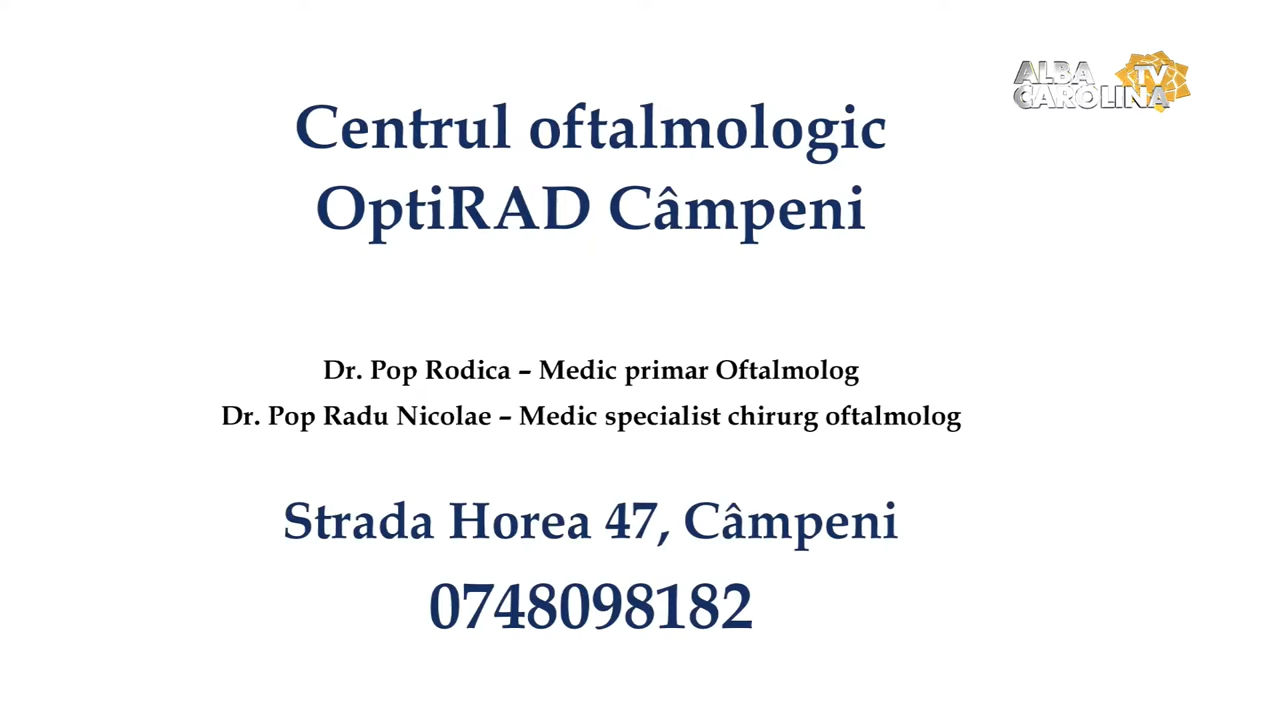 ALBA TV
CAROLINA
Centrul oftalmologic
OptiRAD Câmpeni
Dr. Pop Rodica – Medic primar Oftalmolog
Dr. Pop Radu Nicolae – Medic specialist chirurg oftalmolog
Strada Horea 47, Câmpeni
0748098182